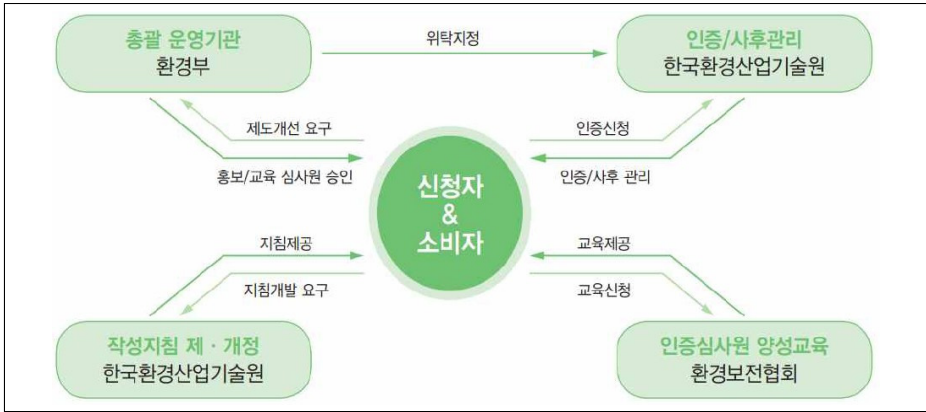 총괄 운영기관
환경부
위탁지정
인증/사후관리
한국환경산업기술원
제도개선 요구
인증신청
홍보/교육 심사원 승인
인증/사후 관리
신청자
&
소비자
지침제공
교육제공
지침개발 요구
교육신청
작성지침 제 · 개정
한국환경산업기술원
인증심사원 양성교육
환경보전협회